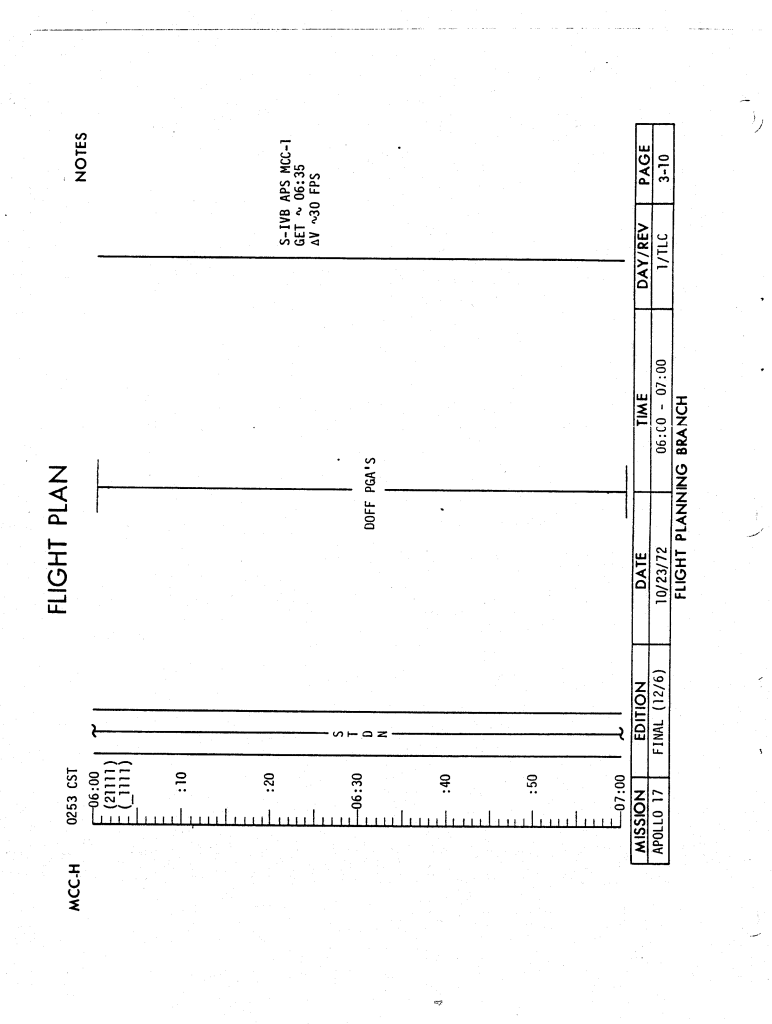 FLIGHT PLAN
MCC-H
0253 CST
NOTES
06:00
(21111)
(_1111)
:10
:20
06:30
:40
:50
07:00
S
T
D
N
DOFF PGA'S
S-IVB APS MCC-1
GET ~ 06:35
ΔV ~30 FPS
MISSION EDITION DATE TIME DAY/REV PAGE
APOLLO 17 FINAL (12/6) 10/23/72 06:00 - 07:00 1/TLC 3-10
FLIGHT PLANNING BRANCH